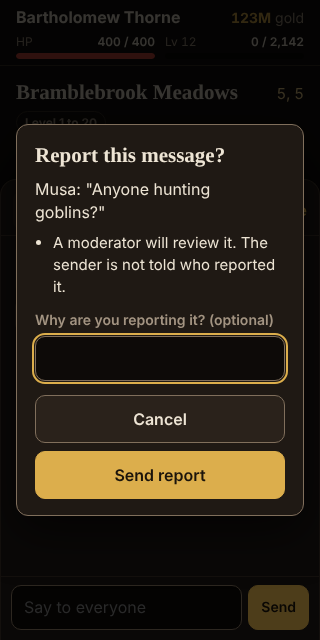 Bartholomew Thorne 123M gold
HP 400 / 400 Lv 12 0 / 2,142
Bramblebrook Meadows 5, 5
Level 1 to 20
Report this message?
Musa: "Anyone hunting
goblins?"
• A moderator will review it. The
sender is not told who reported
it.
Why are you reporting it? (optional)
Cancel
Send report
Say to everyone Send